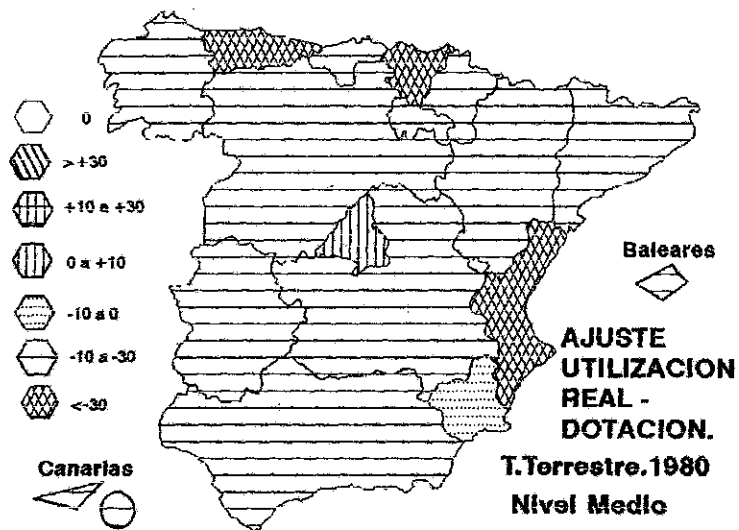 0
>+30
+10 a +30
0 a +10
-10 a 0
-10 a -30
<-30
Canarias
Baleares
AJUSTE
UTILIZACION
REAL -
DOTACION.
T.Terrestre.1980
Nivel Medio